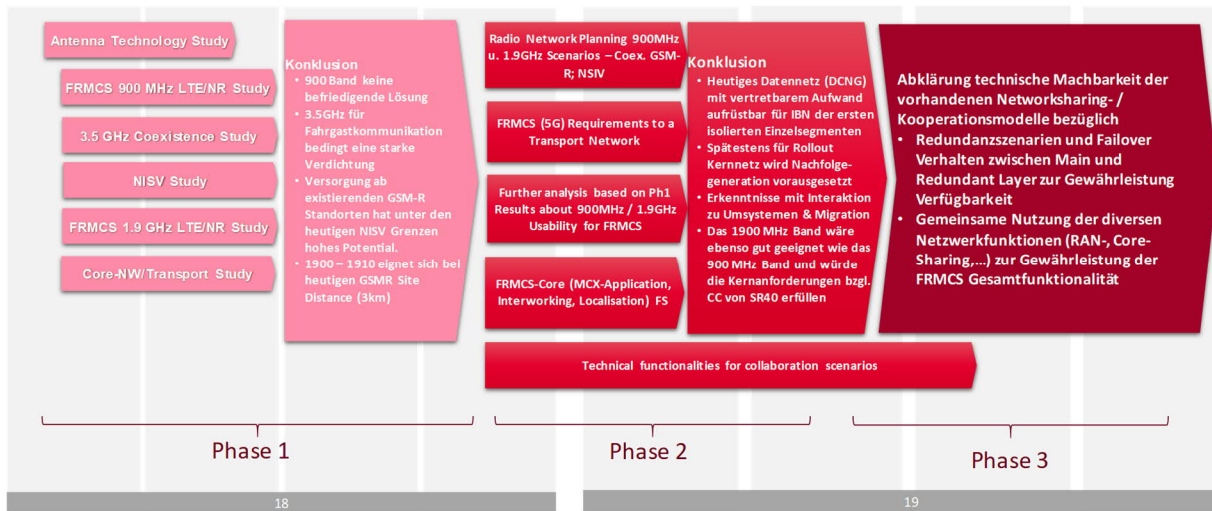 Antenna Technology Study
FRMCS 900 MHz LTE/NR Study
3.5 GHz Coexistence Study
NISV Study
FRMCS 1.9 GHz LTE/NR Study
Core-NW/Transport Study
Konklusion
• 900 Band keine
befriedigende Lösung
• 3.5GHz für
Fahrgastkommunikation
bedingt eine starke
Verdichtung
• Versorgung ab
existierenden GSM-R
Standorten hat unter den
heutigen NISV Grenzen
hohes Potential.
• 1900 – 1910 eignet sich bei
heutigen GSMR Site
Distance (3km)
Radio Network Planning 900MHz
u. 1.9GHz Scenarios – Coex. GSM-
R; NSIV
FRMCS (5G) Requirements to a
Transport Network
Further analysis based on Ph1
Results about 900MHz / 1.9GHz
Usability for FRMCS
FRMCS-Core (MCX-Application,
Interworking, Localisation) FS
Konklusion
• Heutiges Datennetz (DCNG)
mit vertretbarem Aufwand
aufrüstbar für IBN der ersten
isolierten Einzelsegmenten
• Spätestens für Rollout
Kernnetz wird Nachfolge-
generation vorausgesetzt
• Erkenntnisse mit Interaktion
zu Umsystemen & Migration
• Das 1900 MHz Band wäre
ebenso gut geeignet wie das
900 MHz Band und würde
die Kernanforderungen bzgl.
CC von SR40 erfüllen
Technical functionalities for collaboration scenarios
Abklärung technische Machbarkeit der
vorhandenen Networksharing- /
Kooperationsmodelle bezüglich
• Redundanzszenarien und Failover
Verhalten zwischen Main und
Redundant Layer zur Gewährleistung
Verfügbarkeit
• Gemeinsame Nutzung der diversen
Netzwerkfunktionen (RAN-, Core-
Sharing,...) zur Gewährleistung der
FRMCS Gesamtfunktionalität
Phase 1
Phase 2
Phase 3
18
19